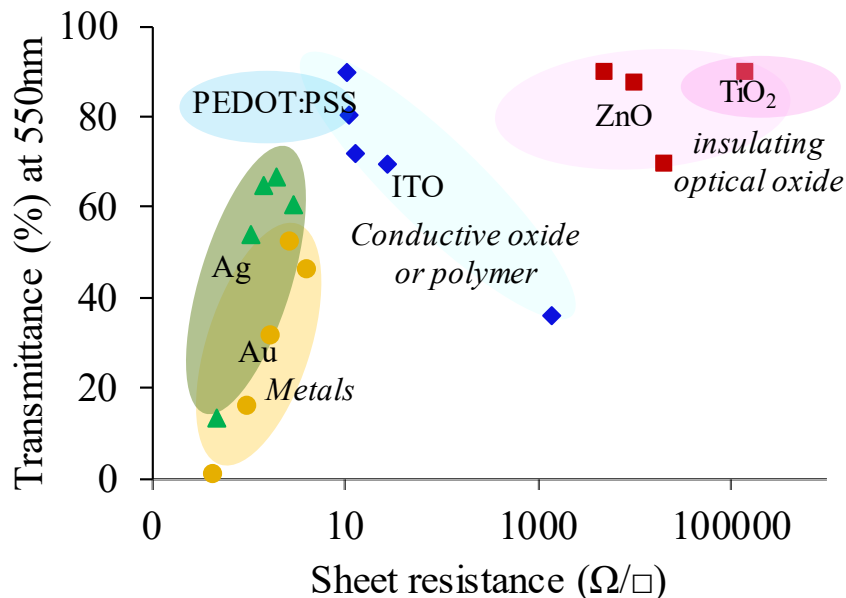 Transmittance (%) at 550nm
100
80
60
40
20
0
PEDOT:PSS
TiO₂
ZnO
insulating
optical oxide
ITO
Conductive oxide
or polymer
Ag
Au
Metals
0 10 1000 100000
Sheet resistance (Ω/□)